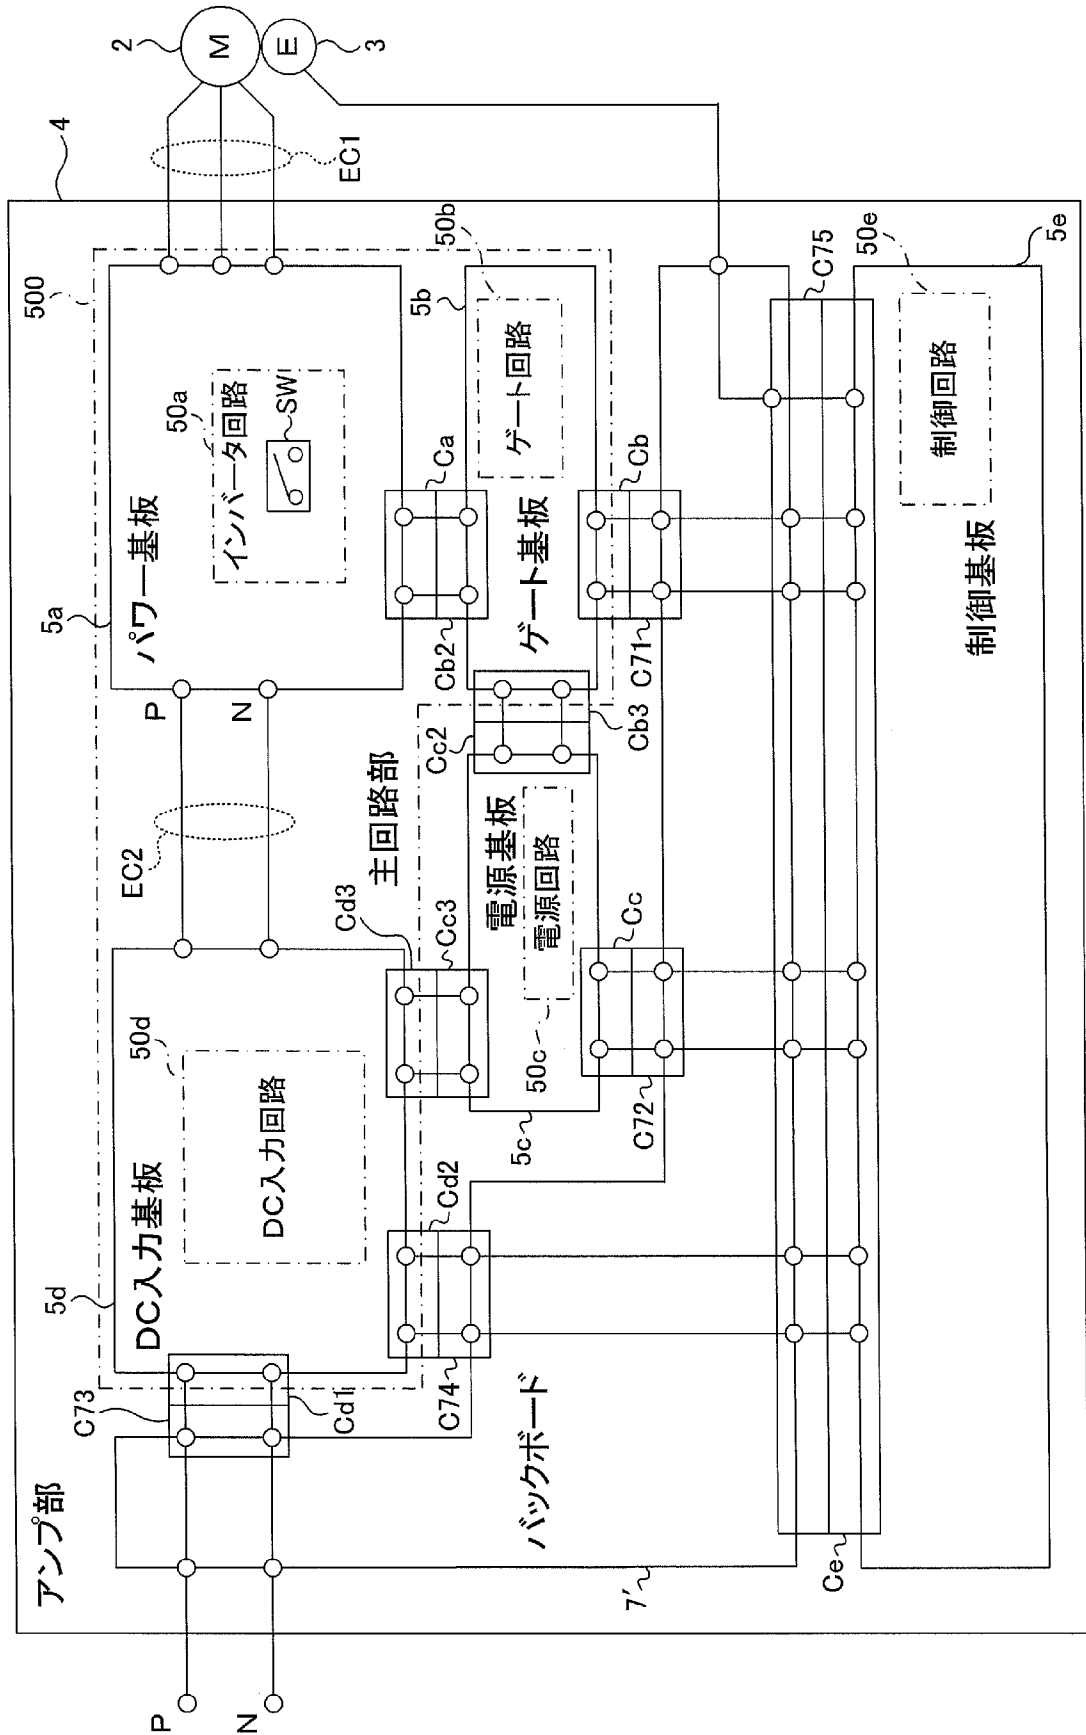 アンプ部
P
N
C73
Cd1
5d
DC入力基板
50d
DC入力回路
EC2
P
N
5a
パワー基板
50a
インバータ回路
SW
500
4
2
M
E
3
EC1
主回路部
Cd3
Cc3
Cd2
C74
電源基板
電源回路
50c
5c
Cc2
Cb3
Cb2
Ca
ゲート基板
5b
50b
ゲート回路
Cb
C71
Cc
C72
バックボード
7'
Ce
C75
50e
制御回路
5e
制御基板